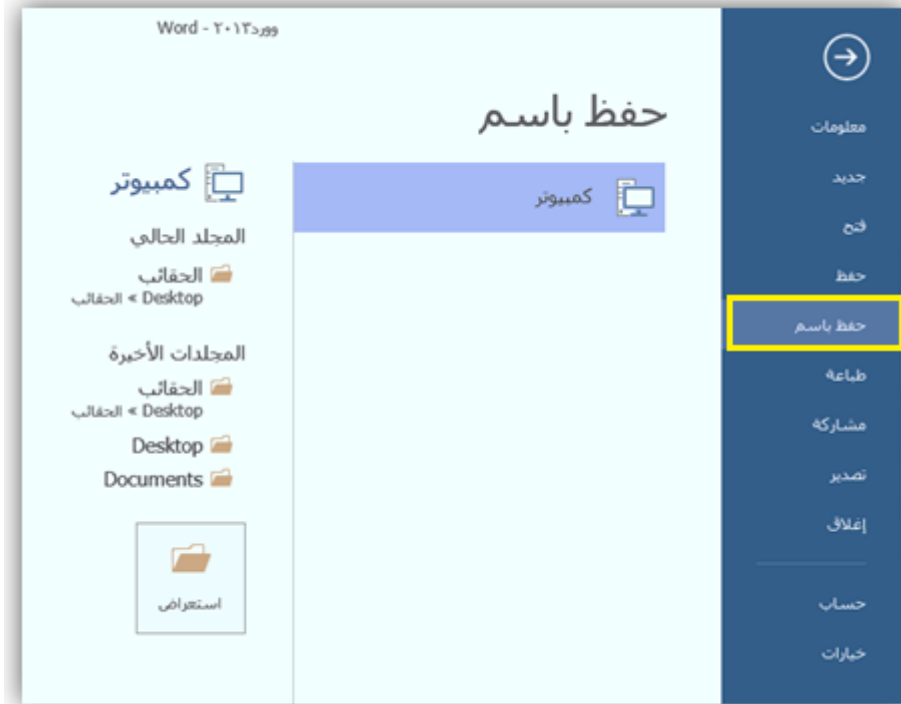 وورد٢٠١٣ - Word
معلومات
جديد
فتح
حفظ
حفظ باسم
طباعة
مشاركة
تصدير
إغلاق
حساب
خيارات
حفظ باسم
كمبيوتر
كمبيوتر
المجلد الحالي
الحقائب
Desktop » الحقائب
المجلدات الأخيرة
الحقائب
Desktop » الحقائب
Desktop
Documents
استعراض